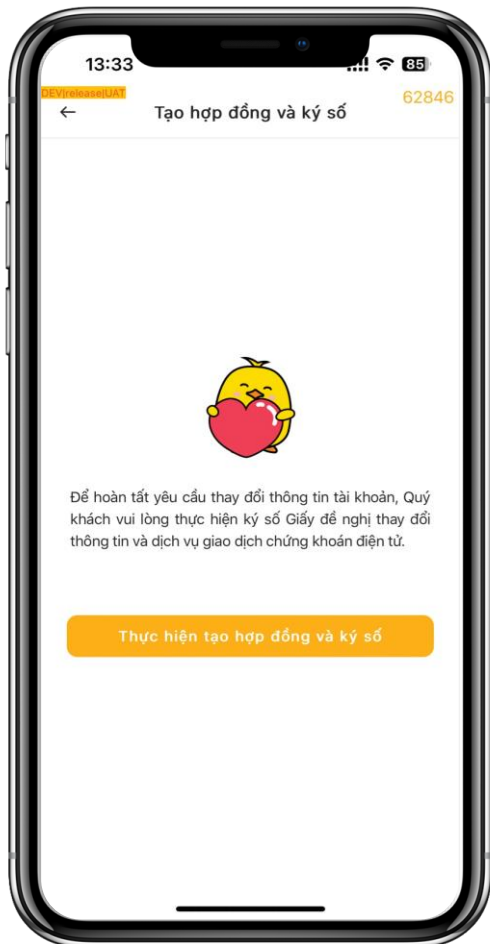 13:33
85
DEV|release|UAT
62846
← Tạo hợp đồng và ký số
Để hoàn tất yêu cầu thay đổi thông tin tài khoản, Quý
khách vui lòng thực hiện ký số Giấy đề nghị thay đổi
thông tin và dịch vụ giao dịch chứng khoán điện tử.
Thực hiện tạo hợp đồng và ký số